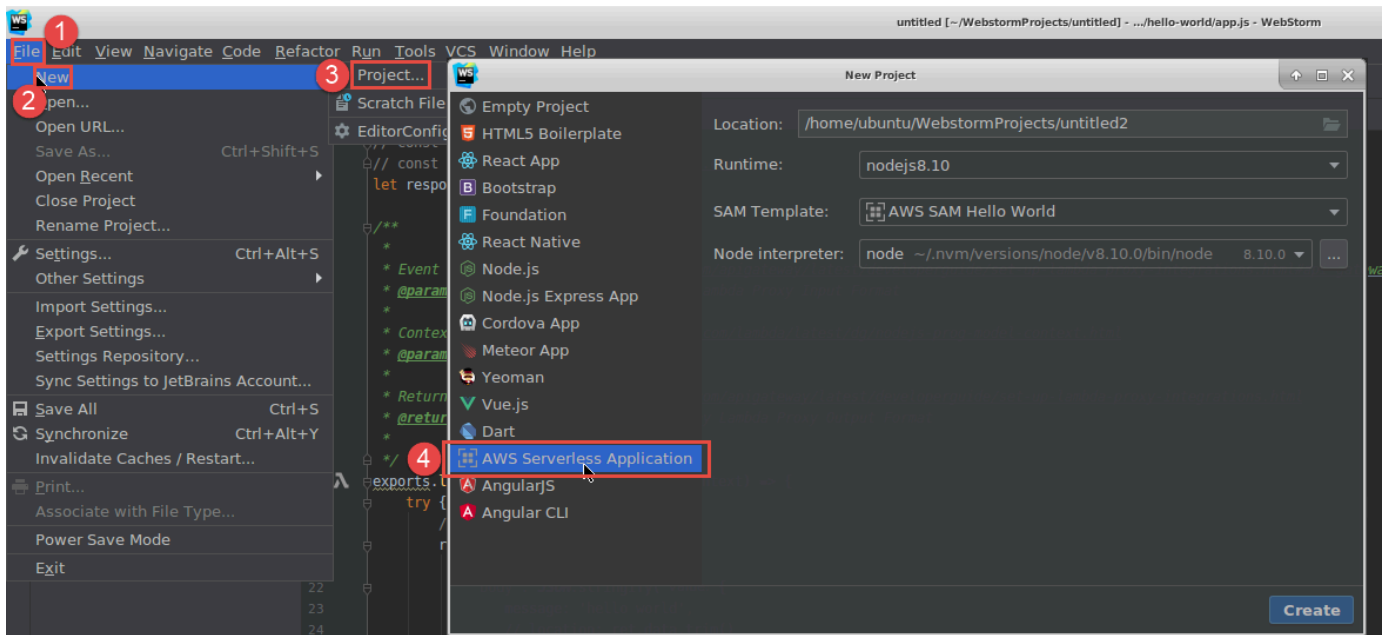 WS
untitled [~/WebstormProjects/untitled] - .../hello-world/app.js - WebStorm
1
File Edit View Navigate Code Refactor Run Tools VCS Window Help
New
2
Open...
Open URL...
Save As... Ctrl+Shift+S
Open Recent
Close Project
Rename Project...
Settings... Ctrl+Alt+S
Other Settings
Import Settings...
Export Settings...
Settings Repository...
Sync Settings to JetBrains Account...
Save All Ctrl+S
Synchronize Ctrl+Alt+Y
Invalidate Caches / Restart...
Print...
Associate with File Type...
Power Save Mode
Exit
3
Project...
Scratch File
EditorConfig
// const
// const
let respo
/**
*
* Event
* @param
*
* Contex
* @param
*
* Return
* @retur
*
*/
exports.l
try {
/
r
22
23
24
WS
New Project
Empty Project
HTML5 Boilerplate
React App
Bootstrap
Foundation
React Native
Node.js
Node.js Express App
Cordova App
Meteor App
Yeoman
Vue.js
Dart
4
AWS Serverless Application
AngularJS
Angular CLI
Location: /home/ubuntu/WebstormProjects/untitled2
Runtime: nodejs8.10
SAM Template: AWS SAM Hello World
Node interpreter: node ~/.nvm/versions/node/v8.10.0/bin/node 8.10.0 ...
Create